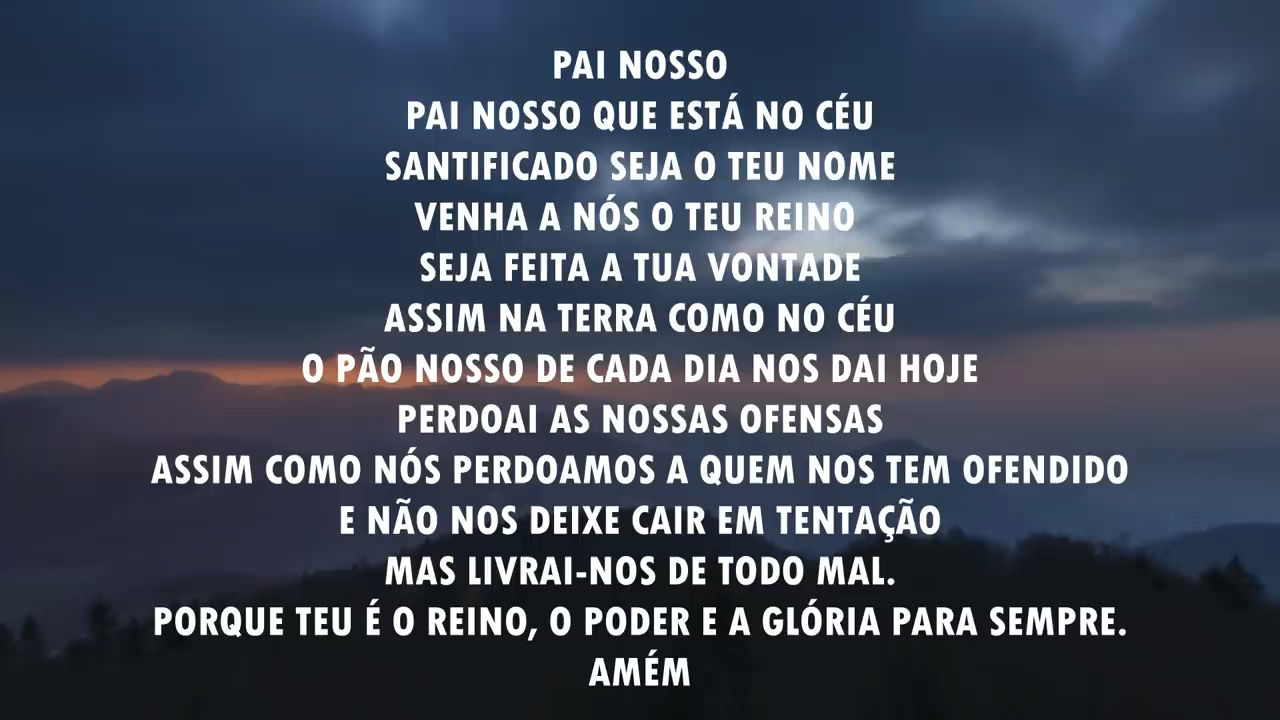 PAI NOSSO
PAI NOSSO QUE ESTÁ NO CÉU
SANTIFICADO SEJA O TEU NOME
VENHA A NÓS O TEU REINO
SEJA FEITA A TUA VONTADE
ASSIM NA TERRA COMO NO CÉU
O PÃO NOSSO DE CADA DIA NOS DAI HOJE
PERDOAI AS NOSSAS OFENSAS
ASSIM COMO NÓS PERDOAMOS A QUEM NOS TEM OFENDIDO
E NÃO NOS DEIXE CAIR EM TENTAÇÃO
MAS LIVRAI-NOS DE TODO MAL.
PORQUE TEU É O REINO, O PODER E A GLÓRIA PARA SEMPRE.
AMÉM